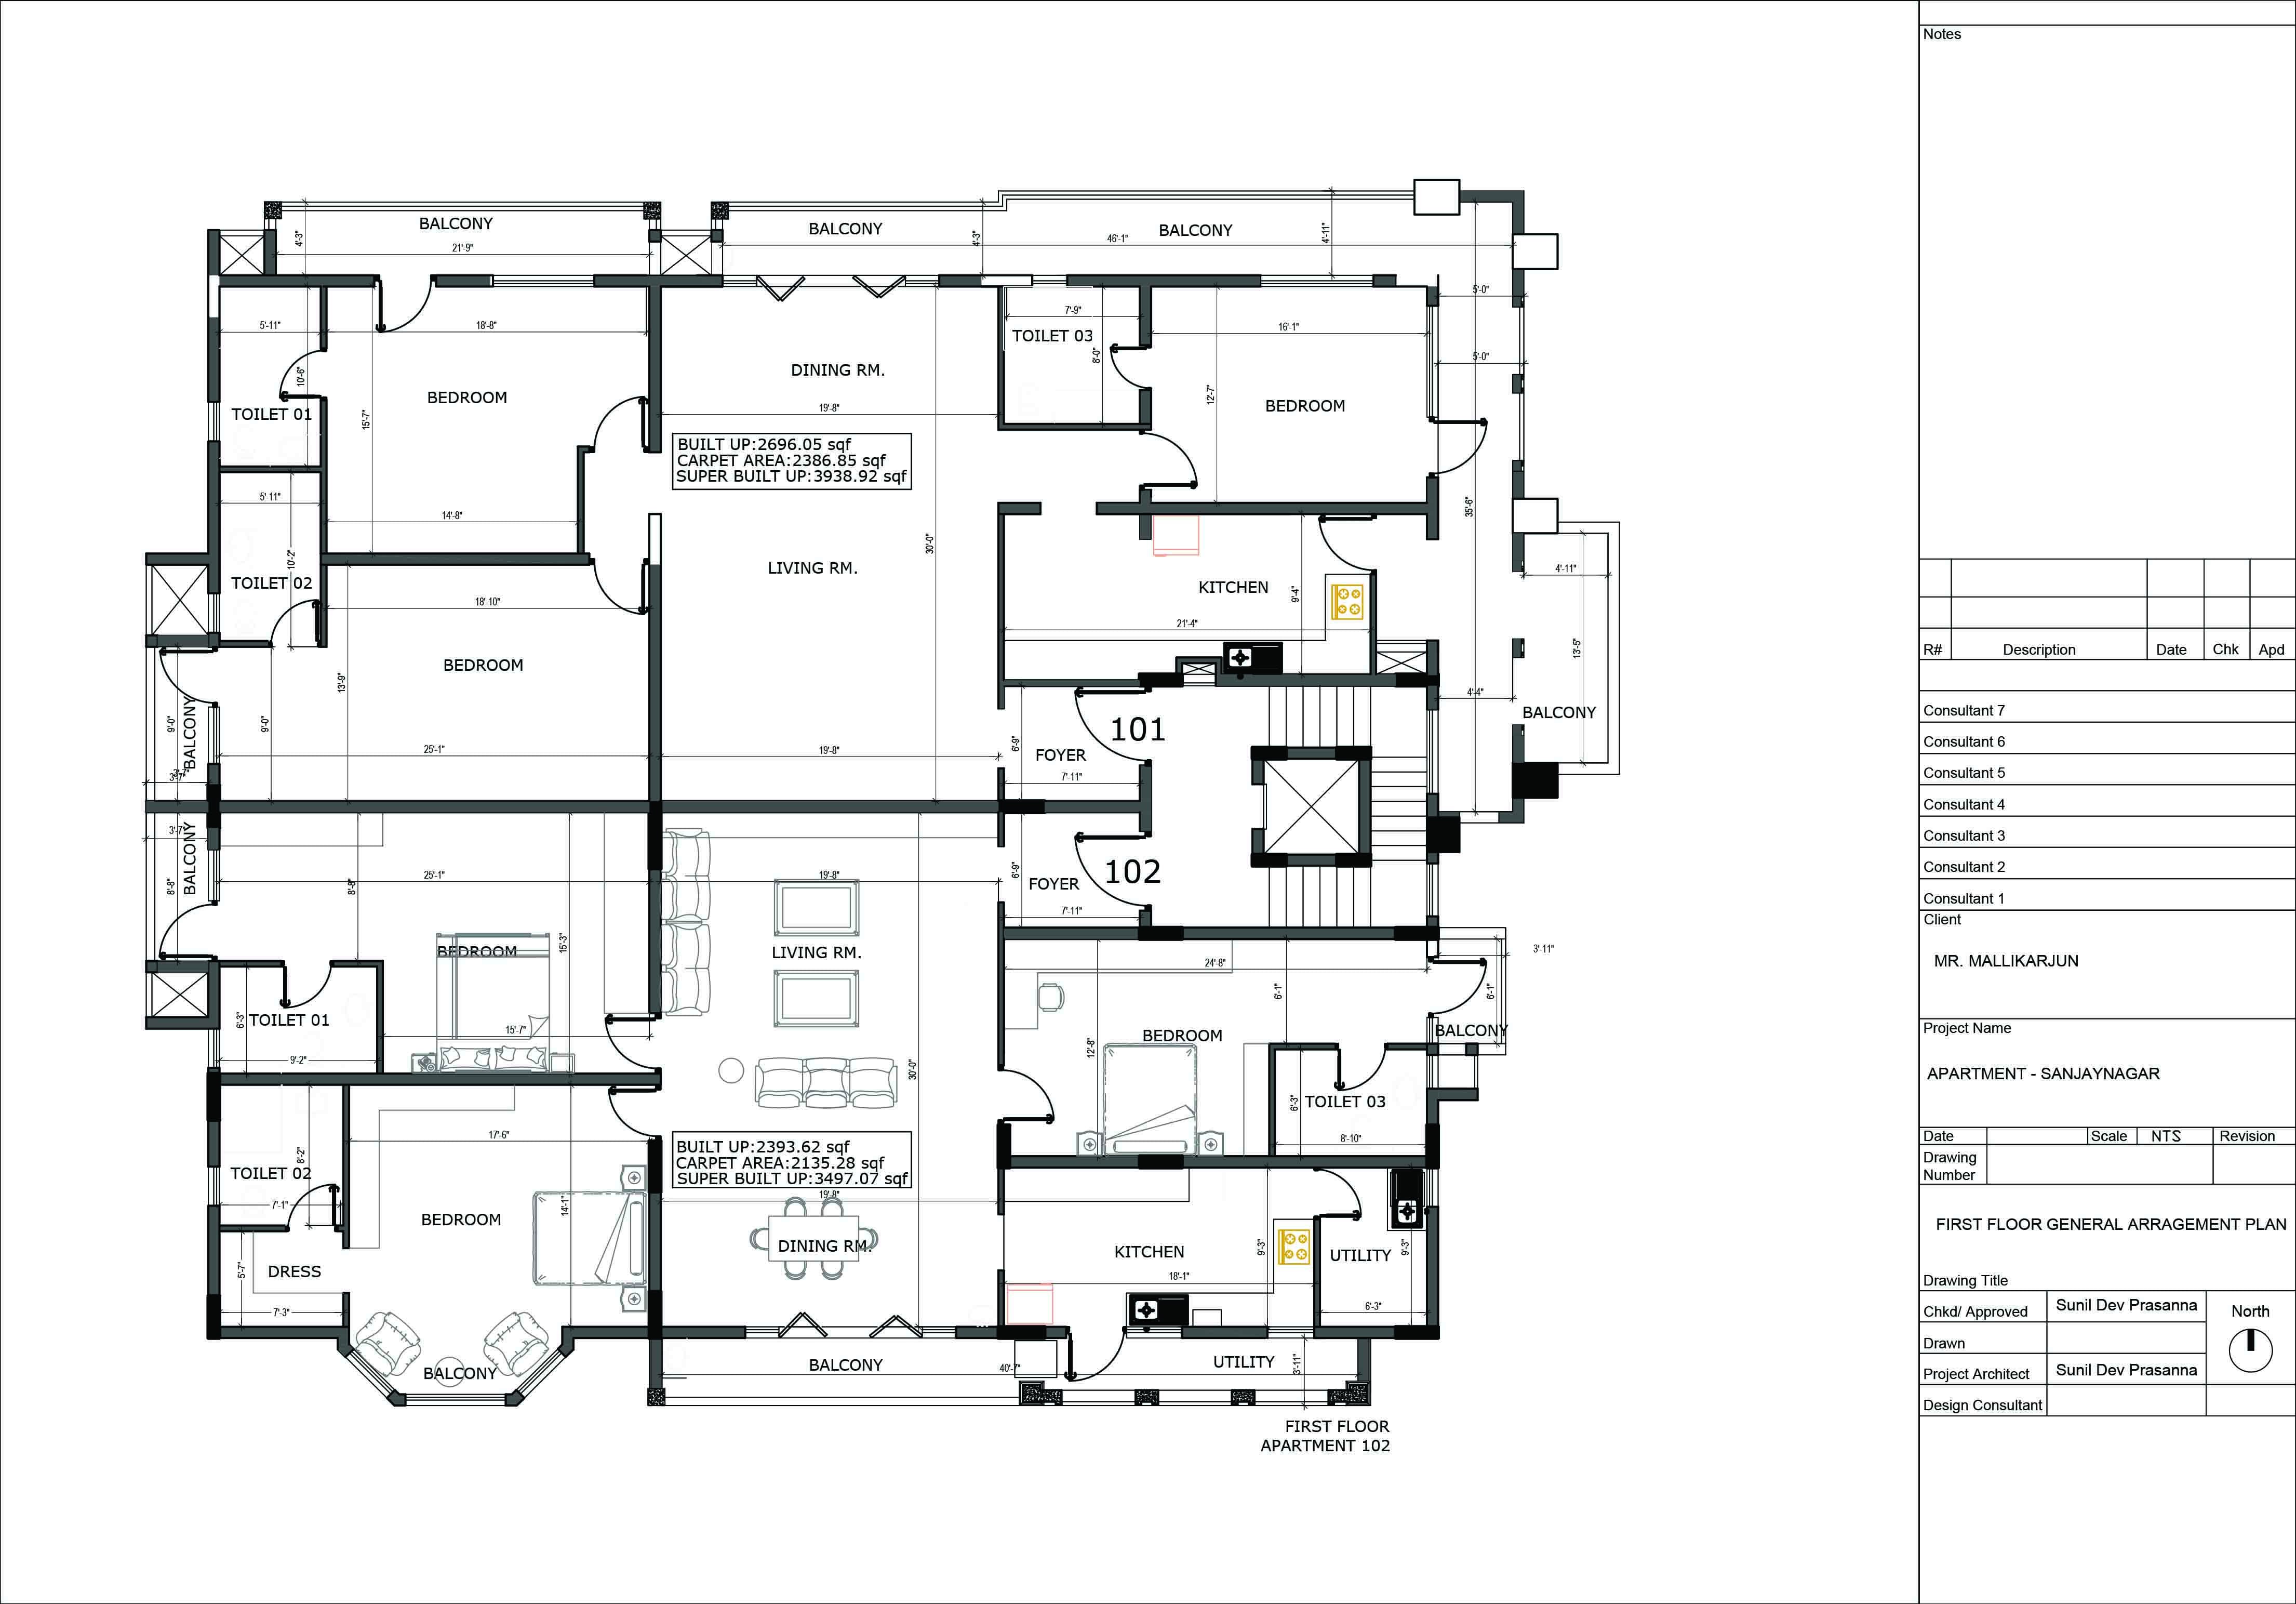 BALCONY
21'-9"
4'-3"
BALCONY
4'-3"
BALCONY
46'-1"
4'-11"
5'-0"
5'-11"
18'-8"
10'-6"
TOILET 01
BEDROOM
15'-7"
14'-8"
DINING RM.
19'-8"
BUILT UP:2696.05 sqf
CARPET AREA:2386.85 sqf
SUPER BUILT UP:3938.92 sqf
7'-9"
TOILET 03
8'-0"
16'-1"
12'-7"
BEDROOM
5'-0"
35'-6"
5'-11"
10'-2"
TOILET 02
18'-10"
BEDROOM
13'-9"
9'-0"
25'-1"
9'-0"
BALCONY
3'-7"
LIVING RM.
30'-0"
19'-8"
KITCHEN
9'-4"
21'-4"
4'-11"
13'-5"
4'-4"
BALCONY
101
FOYER
6'-9"
7'-11"
3'-7"
BALCONY
8'-8"
25'-1"
8'-8"
BEDROOM
15'-3"
6'-3"
TOILET 01
9'-2"
15'-7"
19'-8"
LIVING RM.
30'-0"
102
FOYER
6'-9"
7'-11"
24'-8"
6'-1"
BEDROOM
12'-8"
3'-11"
6'-1"
BALCONY
6'-3"
TOILET 03
8'-10"
8'-2"
TOILET 02
7'-1"
17'-6"
BEDROOM
14'-1"
DRESS
5'-7"
7'-3"
BALCONY
BUILT UP:2393.62 sqf
CARPET AREA:2135.28 sqf
SUPER BUILT UP:3497.07 sqf
19'-8"
DINING RM.
KITCHEN
9'-3"
18'-1"
UTILITY
9'-3"
6'-3"
BALCONY
40'-7"
UTILITY
3'-11"
FIRST FLOOR
APARTMENT 102
Notes
R# Description Date Chk Apd
Consultant 7
Consultant 6
Consultant 5
Consultant 4
Consultant 3
Consultant 2
Consultant 1
Client
MR. MALLIKARJUN
Project Name
APARTMENT - SANJAYNAGAR
Date Scale NTS Revision
Drawing
Number
FIRST FLOOR GENERAL ARRAGEMENT PLAN
Drawing Title
Chkd/ Approved Sunil Dev Prasanna North
Drawn
Project Architect Sunil Dev Prasanna
Design Consultant